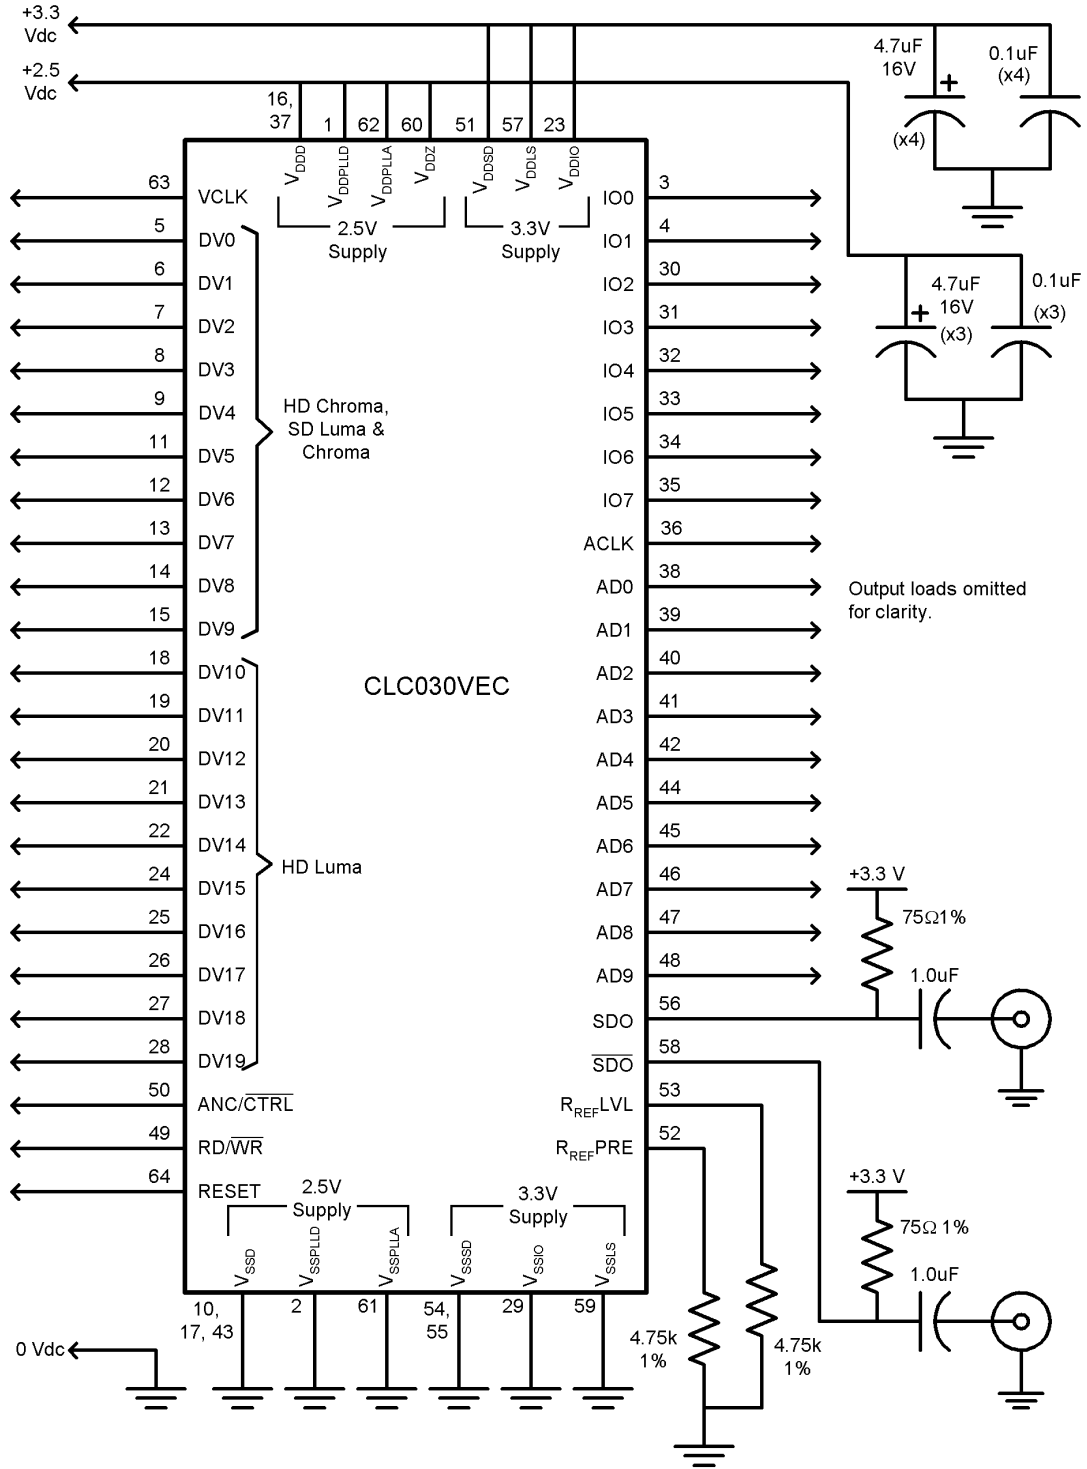 +3.3
Vdc
4.7uF
16V
+
(x4)
0.1uF
(x4)
+2.5
Vdc
16,
37
1
62
60
51
57
23
VDDD
VDDPLLD
VDDPLLA
VDDZ
VDDSD
VDDLS
VDDIO
2.5V
Supply
3.3V
Supply
4.7uF
16V
+
(x3)
0.1uF
(x3)
63 VCLK
5 DV0
6 DV1
7 DV2
8 DV3
9 DV4
11 DV5
12 DV6
13 DV7
14 DV8
15 DV9
HD Chroma,
SD Luma &
Chroma
18 DV10
19 DV11
20 DV12
21 DV13
22 DV14
24 DV15
25 DV16
26 DV17
27 DV18
28 DV19
HD Luma
50 ANC/CTRL
49 RD/WR
64 RESET
CLC030VEC
IO0 3
IO1 4
IO2 30
IO3 31
IO4 32
IO5 33
IO6 34
IO7 35
ACLK 36
AD0 38
AD1 39
AD2 40
AD3 41
AD4 42
AD5 44
AD6 45
AD7 46
AD8 47
AD9 48
SDO 56
SDO 58
RREFLVL 53
RREFPRE 52
Output loads omitted
for clarity.
+3.3 V
75Ω1%
1.0uF
+3.3 V
75Ω 1%
1.0uF
2.5V
Supply
3.3V
Supply
VSSD
VSSPLLD
VSSPLLA
VSSSD
VSSIO
VSSLS
10,
17, 43
2
61
54,
55
29
59
4.75k
1%
4.75k
1%
0 Vdc